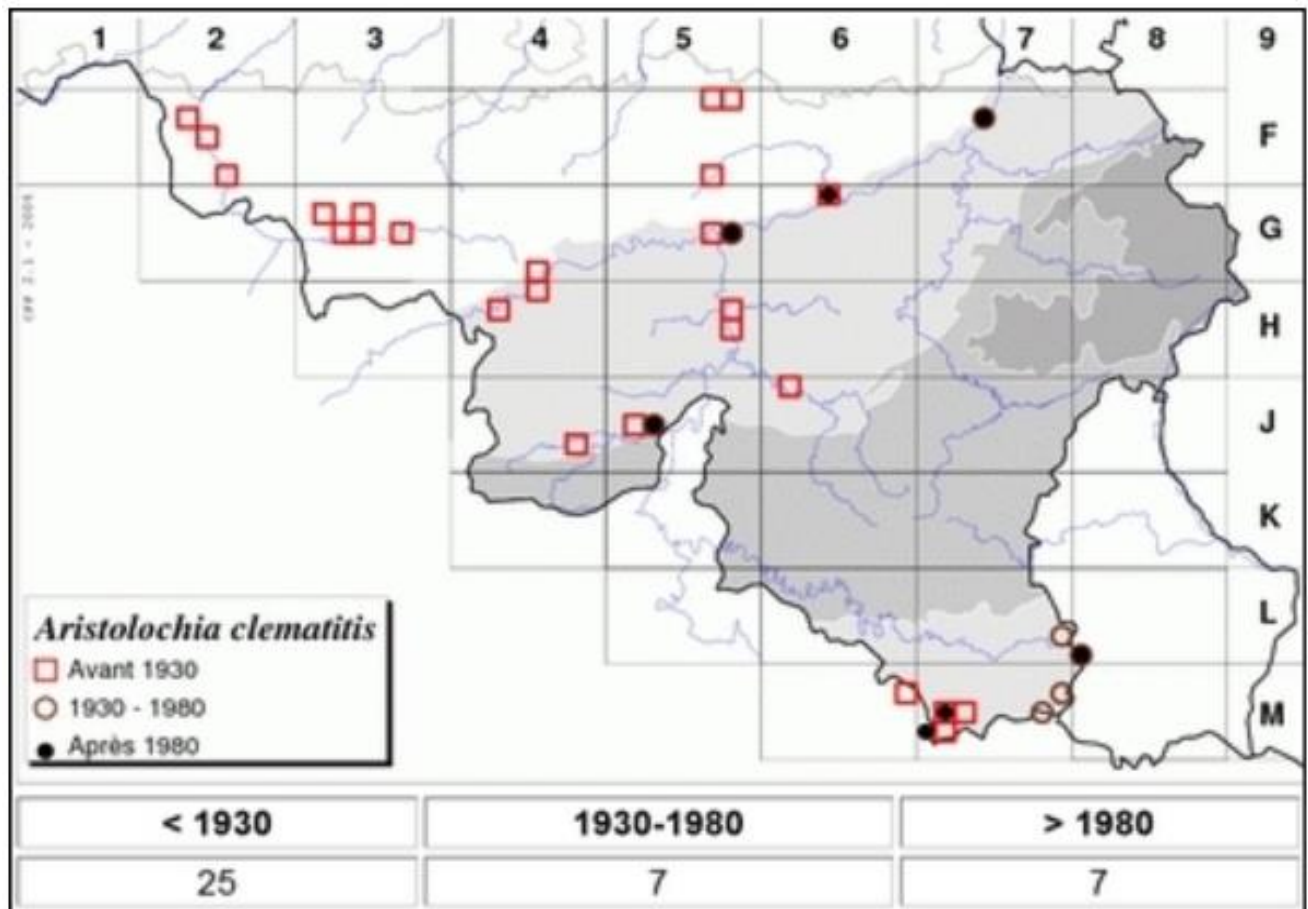 1 2 3 4 5 6 7 8 9
F
G
H
J
K
L
M
Aristolochia clematitis
Avant 1930
1930 - 1980
Après 1980
< 1930 1930-1980 > 1980
25 7 7